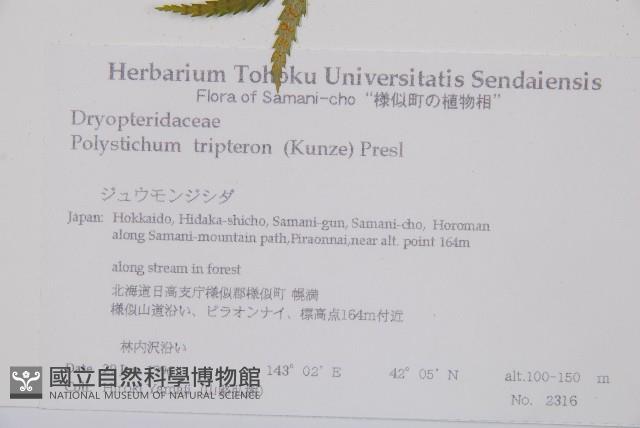 Herbarium Tohoku Universitatis Sendaiensis
Flora of Samani-cho “様似町の植物相”
Dryopteridaceae
Polystichum tripteron (Kunze) Presl
ジュウモンジシダ
Japan: Hokkaido, Hidaka-shicho, Samani-gun, Samani-cho, Horoman
along Samani-mountain path,Piraonnai,near alt. point 164m
along stream in forest
北海道日高支庁様似郡様似町 幌満
様似山道沿い、ピラオンナイ、標高点164m付近
林内沢沿い
Date 143° 02' E 42° 05' N alt.100-150 m
No. 2316
國立自然科學博物館
NATIONAL MUSEUM OF NATURAL SCIENCE